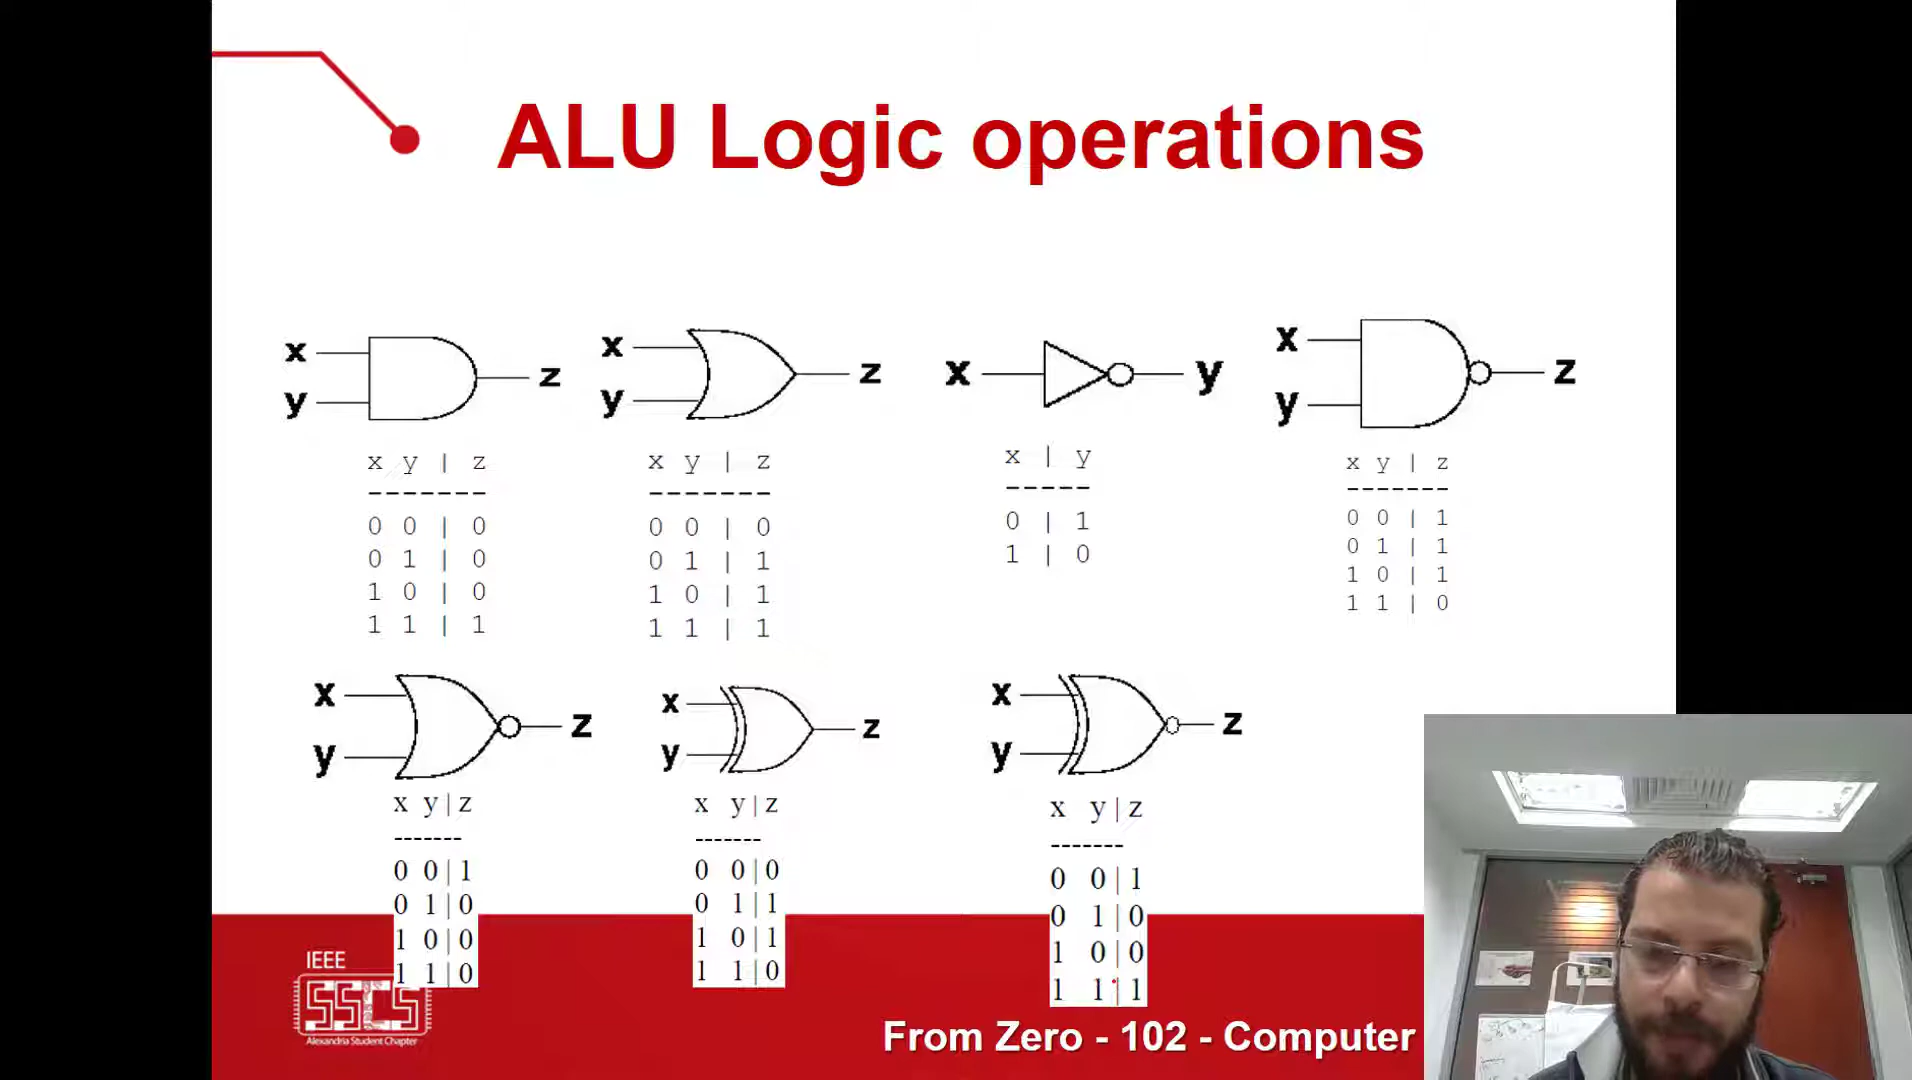 ALU Logic operations
x
y
z
x y | z
-------
0 0 | 0
0 1 | 0
1 0 | 0
1 1 | 1
x
y
z
x y | z
-------
0 0 | 0
0 1 | 1
1 0 | 1
1 1 | 1
x
y
x | y
-----
0 | 1
1 | 0
x
y
z
x y | z
-------
0 0 | 1
0 1 | 1
1 0 | 1
1 1 | 0
x
y
z
x y|z
-------
0 0|1
0 1|0
1 0|0
1 1|0
x
y
z
x y|z
-------
0 0|0
0 1|1
1 0|1
1 1|0
x
y
z
x y|z
-------
0 0|1
0 1|0
1 0|0
1 1|1
IEEE
SSCS
Alexandria Student Chapter
From Zero - 102 - Computer